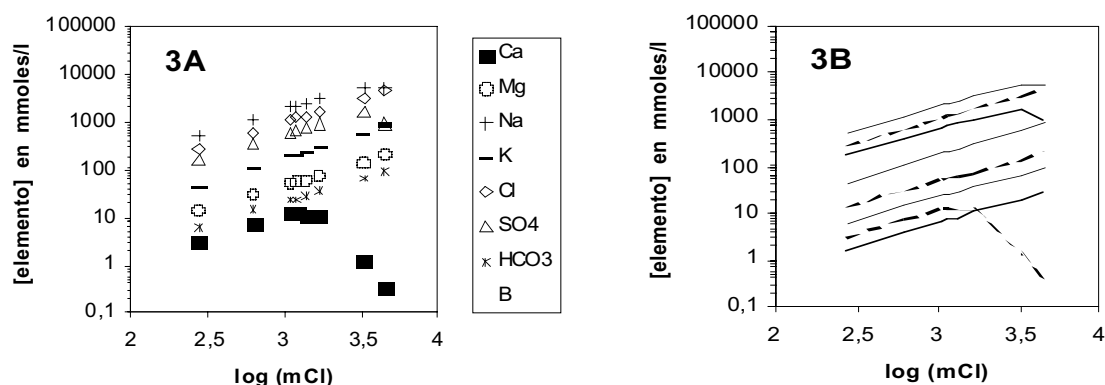 [elemento] en mmoles/l
100000
10000
1000
100
10
1
0,1
3A
2
2,5
3
3,5
4
log (mCl)
Ca
Mg
Na
K
Cl
SO4
HCO3
B
[elemento] en mmoles/l
100000
10000
1000
100
10
1
0,1
3B
2
2,5
3
3,5
4
log (mCl)